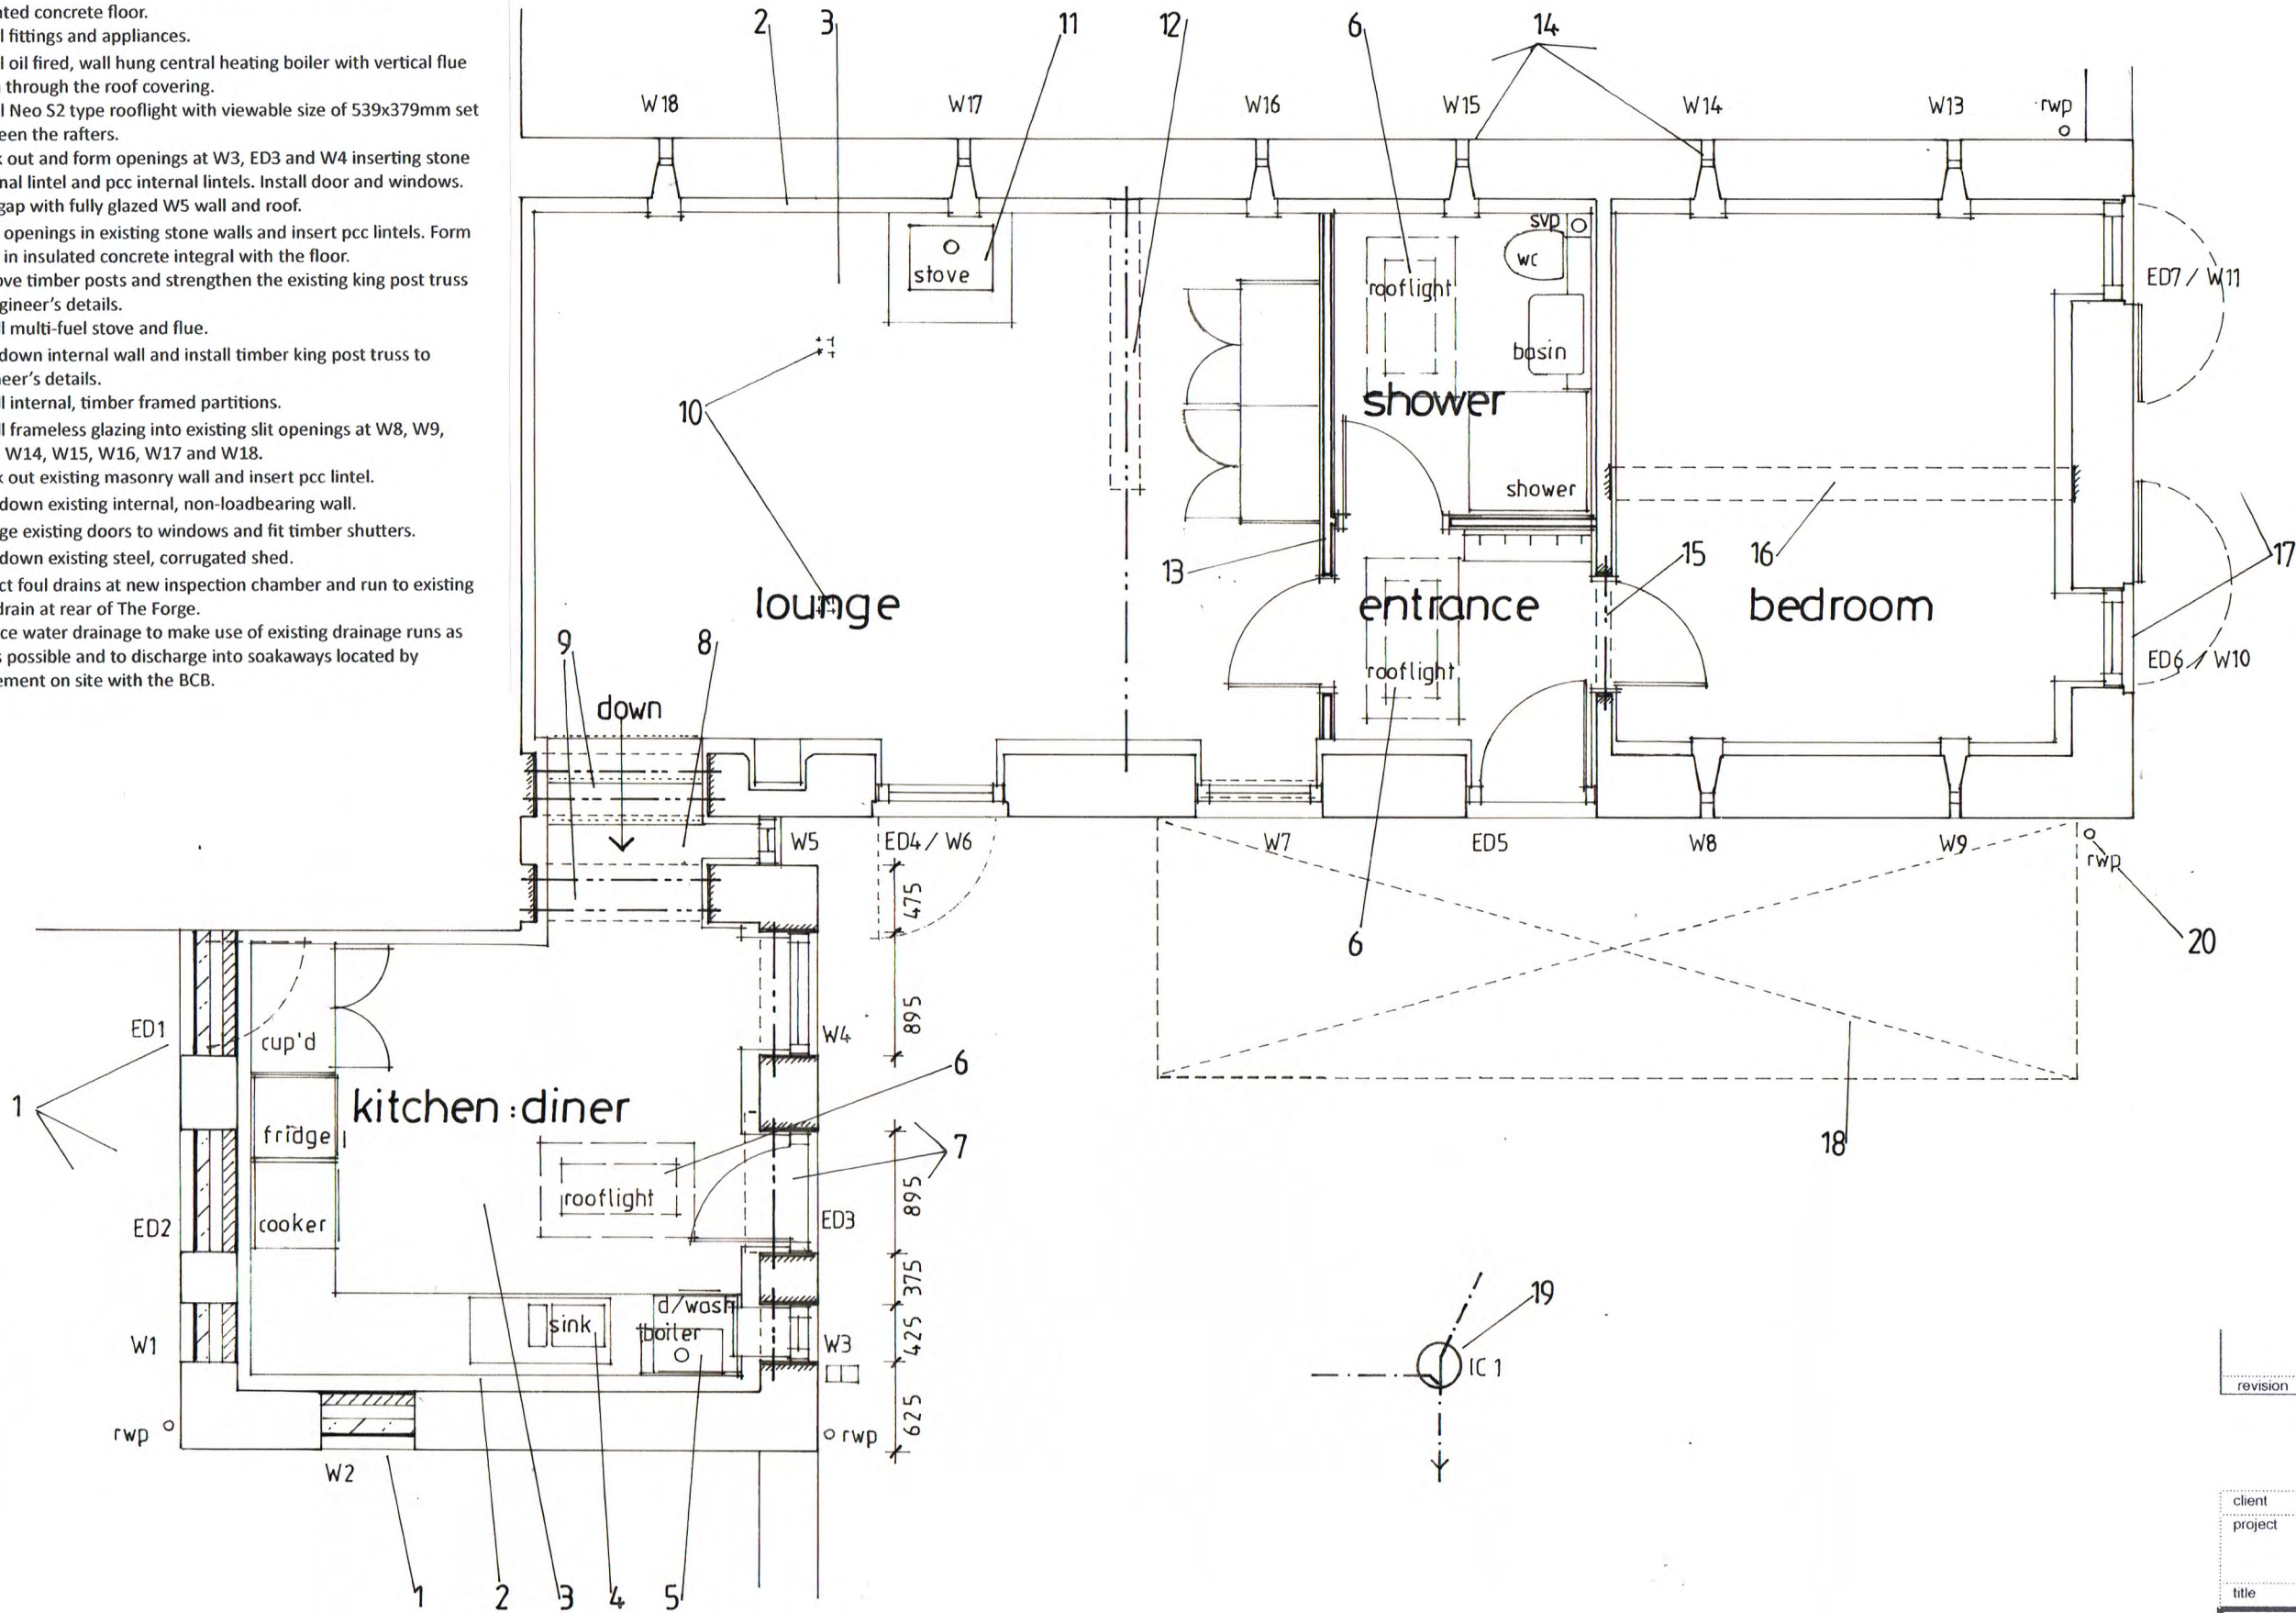 concrete floor.
fittings and appliances.
oil fired, wall hung central heating boiler with vertical flue
through the roof covering.
Neo S2 type rooflight with viewable size of 539x379mm set
the rafters.
out and form openings at W3, ED3 and W4 inserting stone
lintel and pcc internal lintels. Install door and windows.
gap with fully glazed W5 wall and roof.
openings in existing stone walls and insert pcc lintels. Form
in insulated concrete integral with the floor.
timber posts and strengthen the existing king post truss
details.
multi-fuel stove and flue.
down internal wall and install timber king post truss to
details.
internal, timber framed partitions.
frameless glazing into existing slit openings at W8, W9,
W14, W15, W16, W17 and W18.
out existing masonry wall and insert pcc lintel.
down existing internal, non-loadbearing wall.
existing doors to windows and fit timber shutters.
down existing steel, corrugated shed.
foul drains at new inspection chamber and run to existing
drain at rear of The Forge.
water drainage to make use of existing drainage runs as
possible and to discharge into soakaways located by
on site with the BCB.
2
3
11
12
6
14
W18
W17
W16
W15
W14
W13
rwp
svp
wc
stove
rooflight
basin
ED7 / W11
10
shower
shower
13
15
16
17
lounge
entrance
bedroom
9
8
rooflight
ED6 / W10
down
W5
ED4 / W6
W7
ED5
W8
W9
rwp
475
6
20
ED1
cup'd
895
W4
1
kitchen : diner
6
fridge
7
18
rooflight
895
ED2
cooker
ED3
375
19
W1
sink
d/wash
boiler
W3
425
IC 1
revision
rwp
rwp
625
W2
client
project
1
2
3
4
5
title